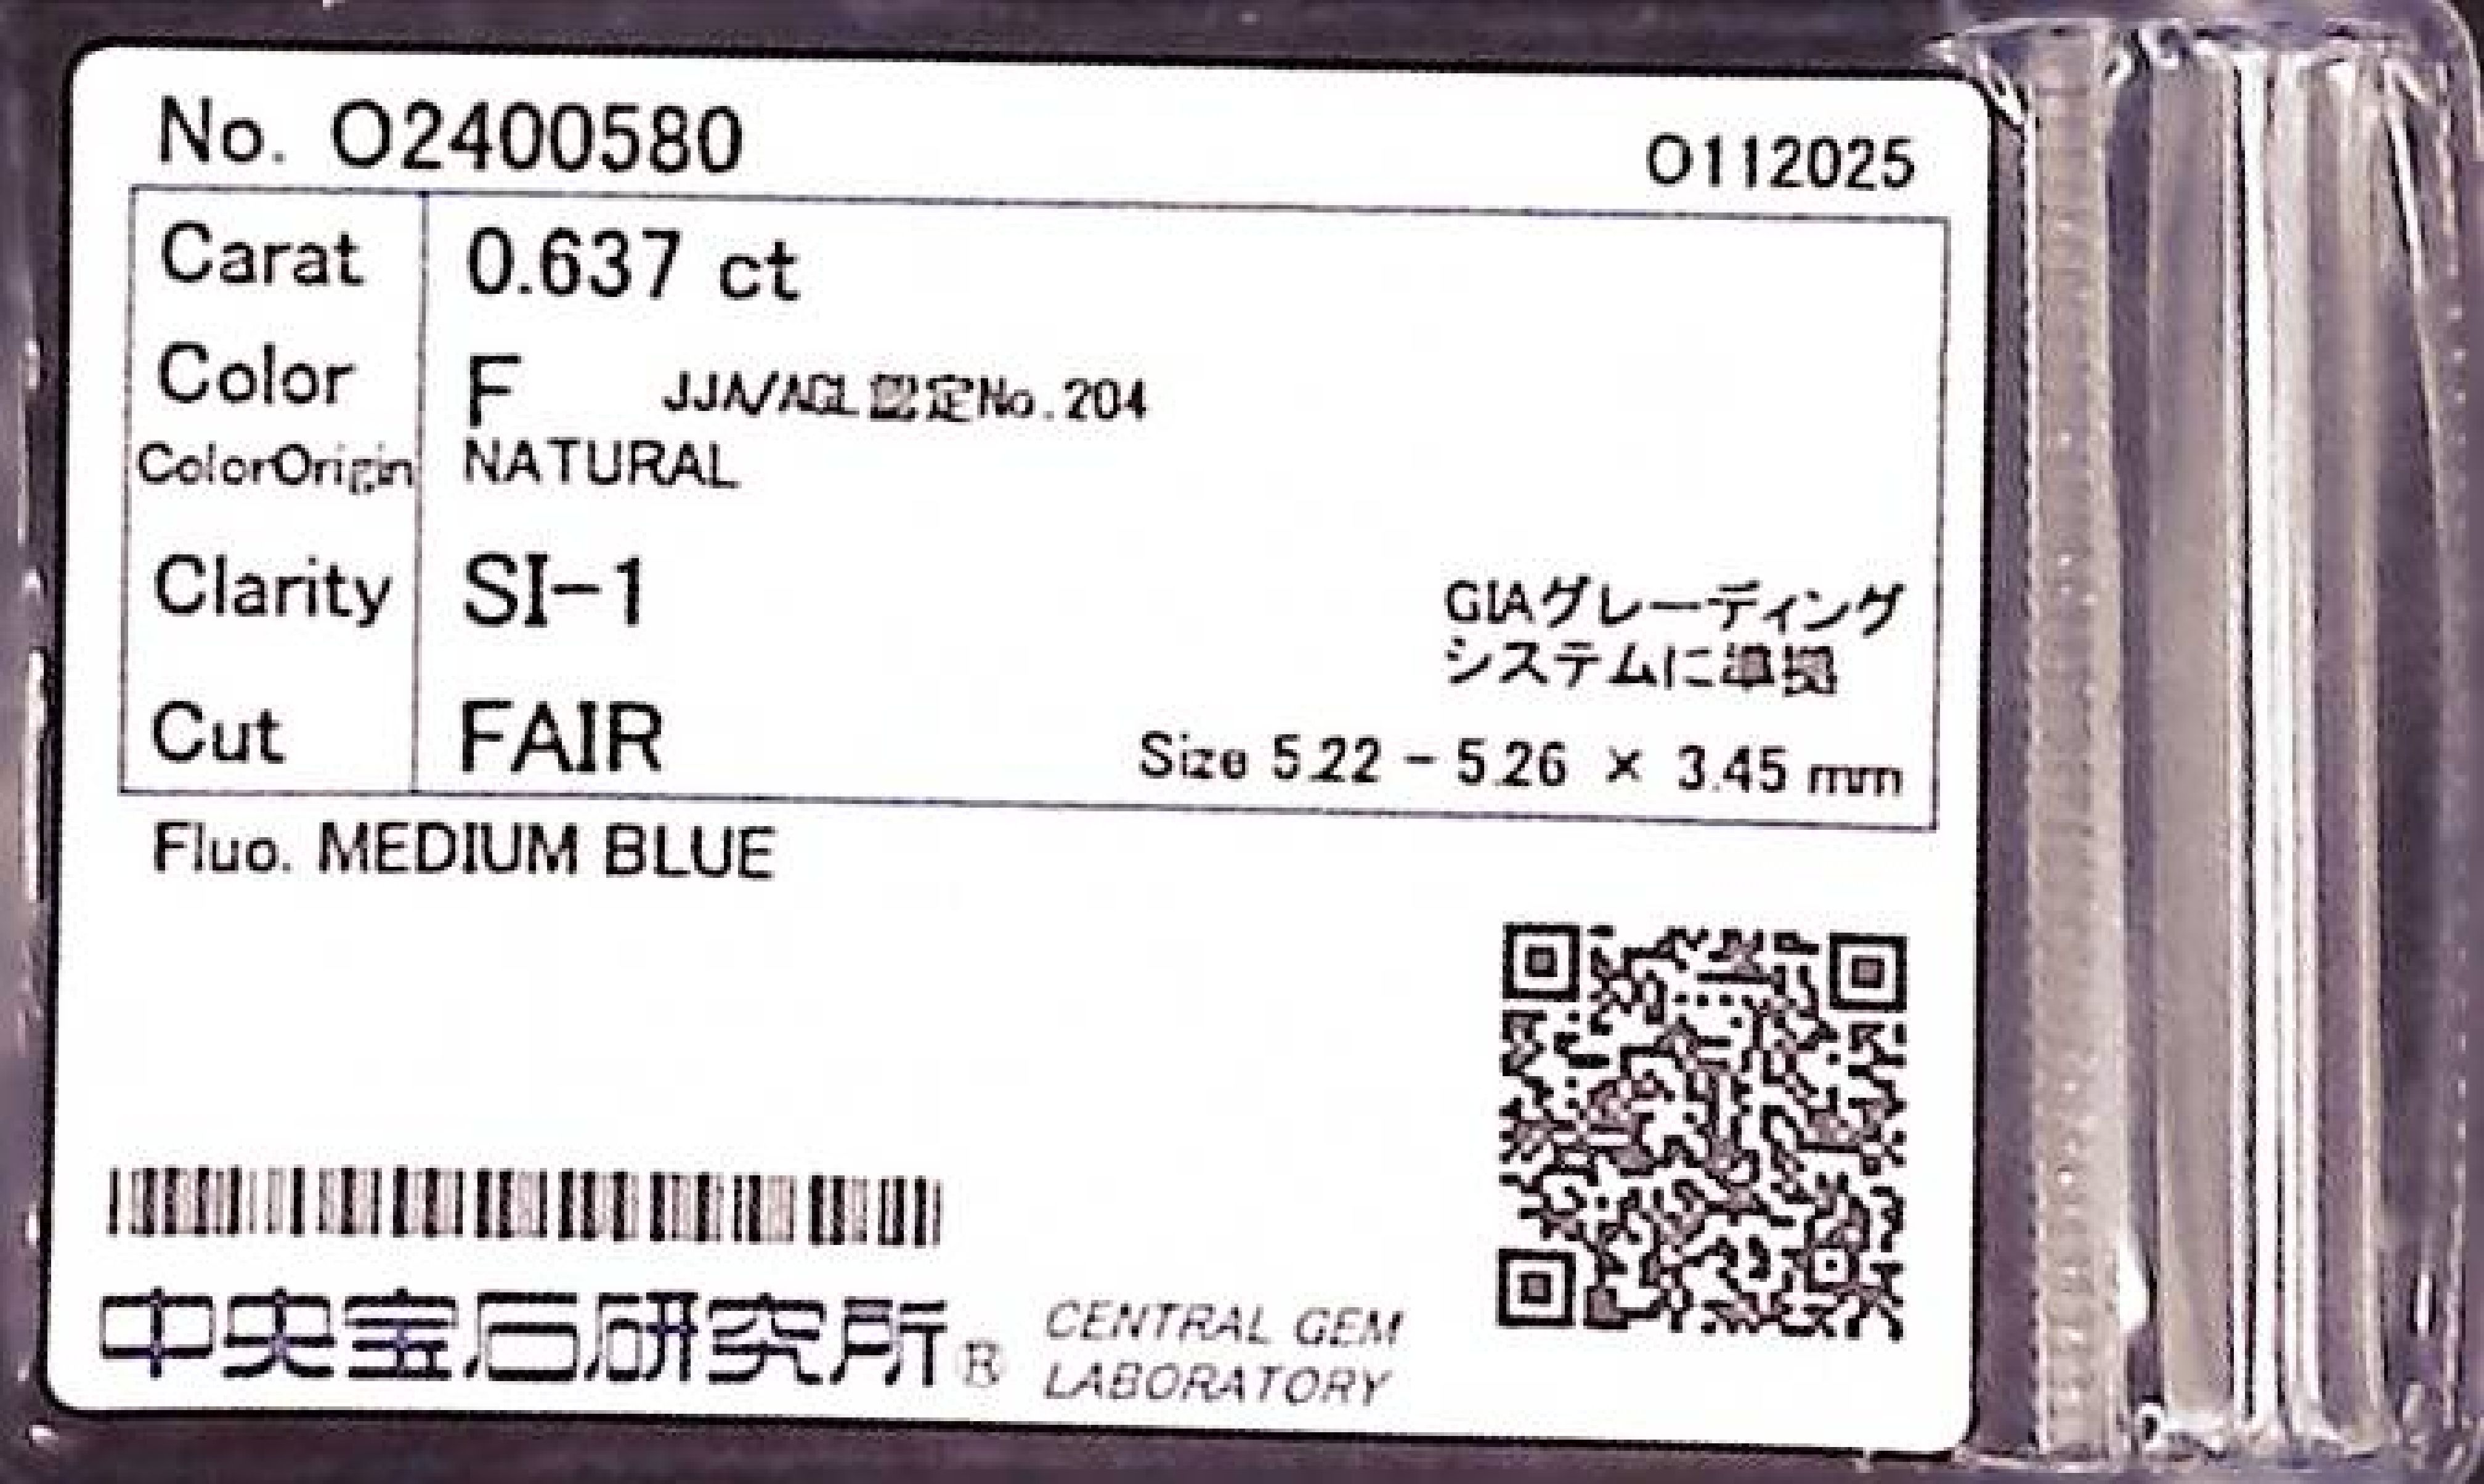 No. O2400580
O112025
Carat 0.637 ct
Color F JJA/AGL認定No.204
ColorOrigin NATURAL
Clarity SI-1
GIAグレーディング
システムに準拠
Cut FAIR
Size 5.22 - 5.26 × 3.45 mm
Fluo. MEDIUM BLUE
中央宝石研究所® CENTRAL GEM
LABORATORY